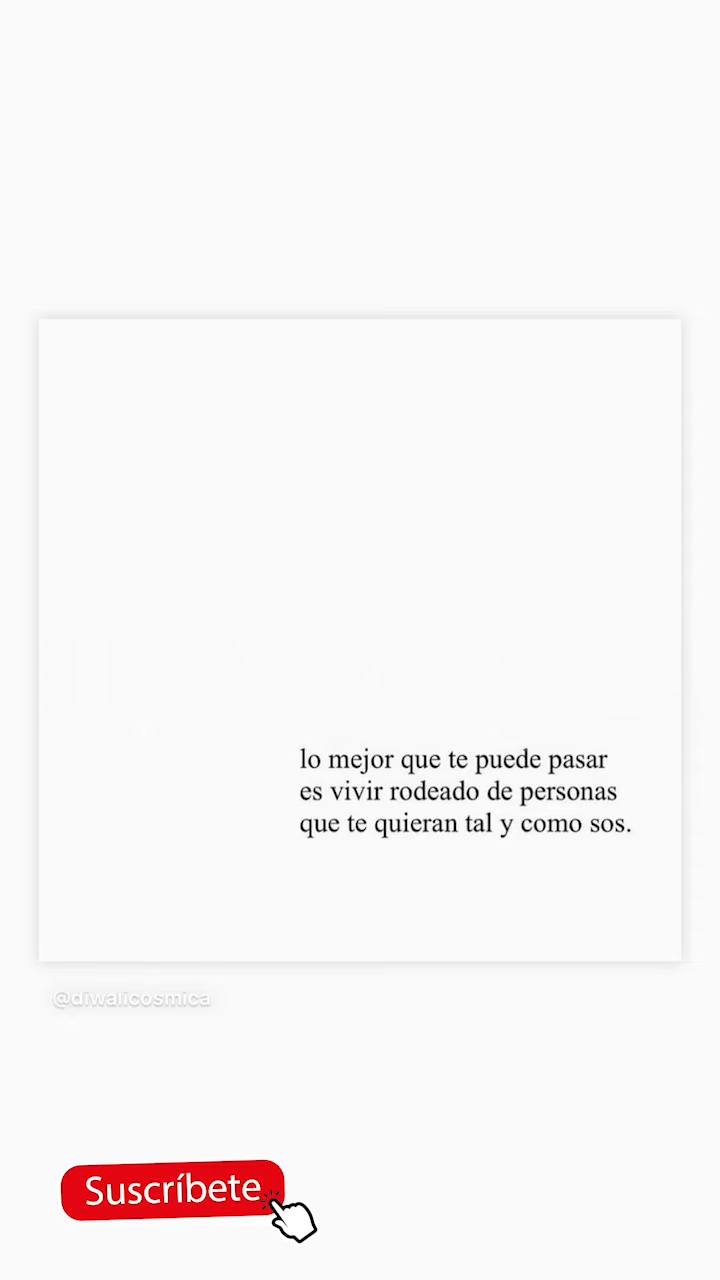 lo mejor que te puede pasar
es vivir rodeado de personas
que te quieran tal y como sos.
@diwalicosmica
Suscríbete